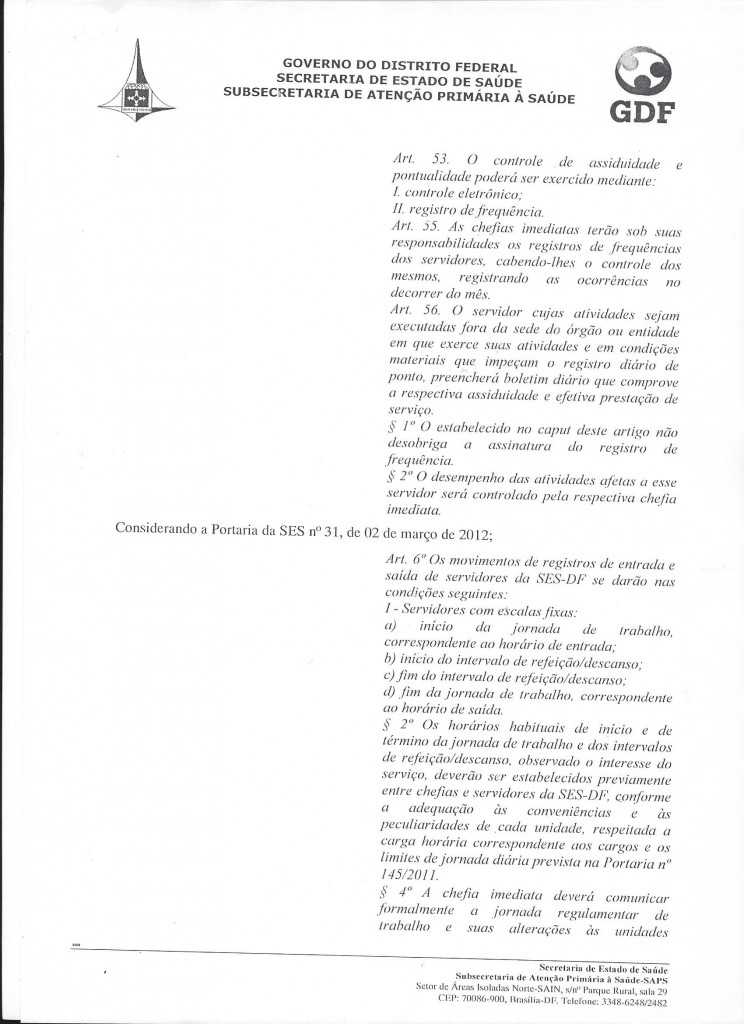 GOVERNO DO DISTRITO FEDERAL
SECRETARIA DE ESTADO DE SAÚDE
SUBSECRETARIA DE ATENÇÃO PRIMÁRIA À SAÚDE
GDF
Art. 53. O controle de assiduidade e
pontualidade poderá ser exercido mediante:
I. controle eletrônico;
II. registro de frequência.
Art. 55. As chefias imediatas terão sob suas
responsabilidades os registros de frequências
dos servidores, cabendo-lhes o controle dos
mesmos, registrando as ocorrências no
decorrer do mês.
Art. 56. O servidor cujas atividades sejam
executadas fora da sede do órgão ou entidade
em que exerce suas atividades e em condições
materiais que impeçam o registro diário de
ponto, preencherá boletim diário que comprove
a respectiva assiduidade e efetiva prestação de
serviço.
§ 1º O estabelecido no caput deste artigo não
desobriga a assinatura do registro de
frequência.
§ 2º O desempenho das atividades afetas a esse
servidor será controlado pela respectiva chefia
imediata.
Considerando a Portaria da SES nº 31, de 02 de março de 2012;
Art. 6º Os movimentos de registros de entrada e
saída de servidores da SES-DF se darão nas
condições seguintes:
I - Servidores com escalas fixas:
a) início da jornada de trabalho,
correspondente ao horário de entrada;
b) início do intervalo de refeição/descanso;
c) fim do intervalo de refeição/descanso;
d) fim da jornada de trabalho, correspondente
ao horário de saída.
§ 2º Os horários habituais de início e de
término da jornada de trabalho e dos intervalos
de refeição/descanso, observado o interesse do
serviço, deverão ser estabelecidos previamente
entre chefias e servidores da SES-DF, conforme
a adequação às conveniências e às
peculiaridades de cada unidade, respeitada a
carga horária correspondente aos cargos e os
limites de jornada diária prevista na Portaria nº
145/2011.
§ 4º A chefia imediata deverá comunicar
formalmente a jornada regulamentar de
trabalho e suas alterações às unidades
Secretaria de Estado de Saúde
Subsecretaria de Atenção Primária à Saúde-SAPS
Setor de Áreas Isoladas Norte-SAIN, s/nº Parque Rural, sala 29
CEP: 70086-900, Brasília-DF. Telefone: 3348-6248/2482